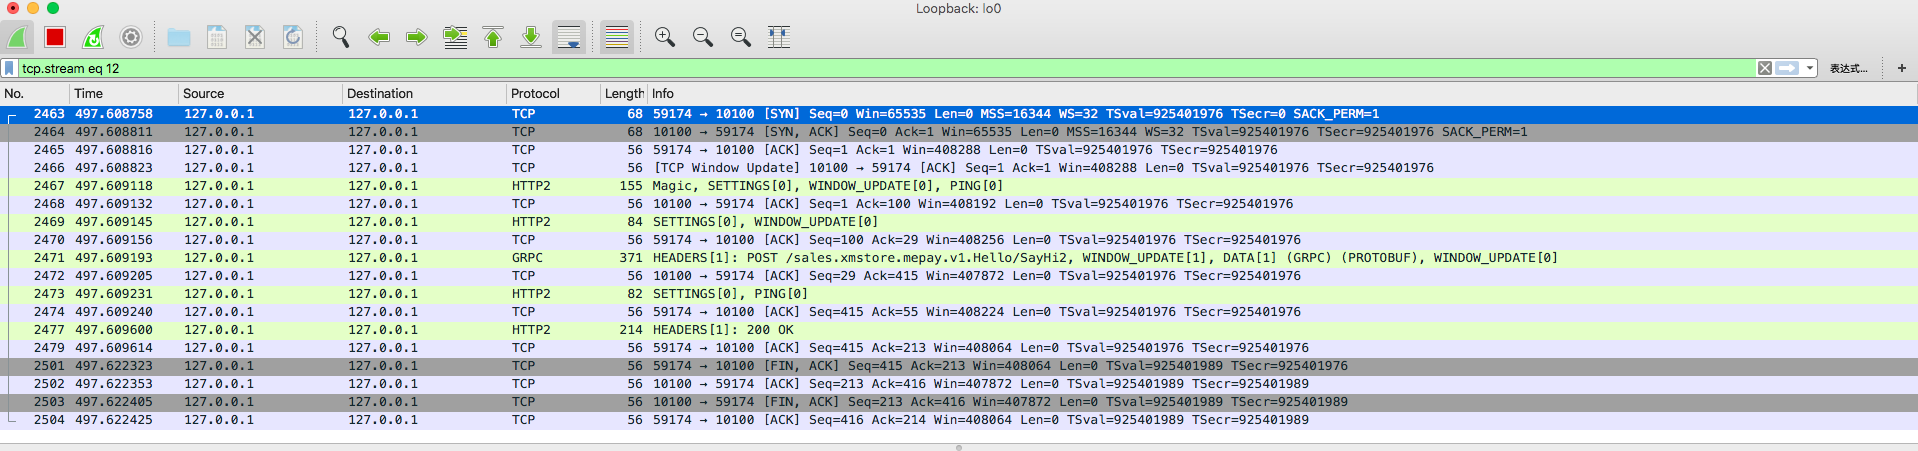 Loopback: lo0
tcp.stream eq 12 表达式… +
No. Time Source Destination Protocol Length Info
2463 497.608758 127.0.0.1 127.0.0.1 TCP 68 59174 → 10100 [SYN] Seq=0 Win=65535 Len=0 MSS=16344 WS=32 TSval=925401976 TSecr=0 SACK_PERM=1
2464 497.608811 127.0.0.1 127.0.0.1 TCP 68 10100 → 59174 [SYN, ACK] Seq=0 Ack=1 Win=65535 Len=0 MSS=16344 WS=32 TSval=925401976 TSecr=925401976 SACK_PERM=1
2465 497.608816 127.0.0.1 127.0.0.1 TCP 56 59174 → 10100 [ACK] Seq=1 Ack=1 Win=408288 Len=0 TSval=925401976 TSecr=925401976
2466 497.608823 127.0.0.1 127.0.0.1 TCP 56 [TCP Window Update] 10100 → 59174 [ACK] Seq=1 Ack=1 Win=408288 Len=0 TSval=925401976 TSecr=925401976
2467 497.609118 127.0.0.1 127.0.0.1 HTTP2 155 Magic, SETTINGS[0], WINDOW_UPDATE[0], PING[0]
2468 497.609132 127.0.0.1 127.0.0.1 TCP 56 10100 → 59174 [ACK] Seq=1 Ack=100 Win=408192 Len=0 TSval=925401976 TSecr=925401976
2469 497.609145 127.0.0.1 127.0.0.1 HTTP2 84 SETTINGS[0], WINDOW_UPDATE[0]
2470 497.609156 127.0.0.1 127.0.0.1 TCP 56 59174 → 10100 [ACK] Seq=100 Ack=29 Win=408256 Len=0 TSval=925401976 TSecr=925401976
2471 497.609193 127.0.0.1 127.0.0.1 GRPC 371 HEADERS[1]: POST /sales.xmstore.mepay.v1.Hello/SayHi2, WINDOW_UPDATE[1], DATA[1] (GRPC) (PROTOBUF), WINDOW_UPDATE[0]
2472 497.609205 127.0.0.1 127.0.0.1 TCP 56 10100 → 59174 [ACK] Seq=29 Ack=415 Win=407872 Len=0 TSval=925401976 TSecr=925401976
2473 497.609231 127.0.0.1 127.0.0.1 HTTP2 82 SETTINGS[0], PING[0]
2474 497.609240 127.0.0.1 127.0.0.1 TCP 56 59174 → 10100 [ACK] Seq=415 Ack=55 Win=408224 Len=0 TSval=925401976 TSecr=925401976
2477 497.609600 127.0.0.1 127.0.0.1 HTTP2 214 HEADERS[1]: 200 OK
2479 497.609614 127.0.0.1 127.0.0.1 TCP 56 59174 → 10100 [ACK] Seq=415 Ack=213 Win=408064 Len=0 TSval=925401976 TSecr=925401976
2501 497.622323 127.0.0.1 127.0.0.1 TCP 56 59174 → 10100 [FIN, ACK] Seq=415 Ack=213 Win=408064 Len=0 TSval=925401989 TSecr=925401976
2502 497.622353 127.0.0.1 127.0.0.1 TCP 56 10100 → 59174 [ACK] Seq=213 Ack=416 Win=407872 Len=0 TSval=925401989 TSecr=925401989
2503 497.622405 127.0.0.1 127.0.0.1 TCP 56 10100 → 59174 [FIN, ACK] Seq=213 Ack=416 Win=407872 Len=0 TSval=925401989 TSecr=925401989
2504 497.622425 127.0.0.1 127.0.0.1 TCP 56 59174 → 10100 [ACK] Seq=416 Ack=214 Win=408064 Len=0 TSval=925401989 TSecr=925401989